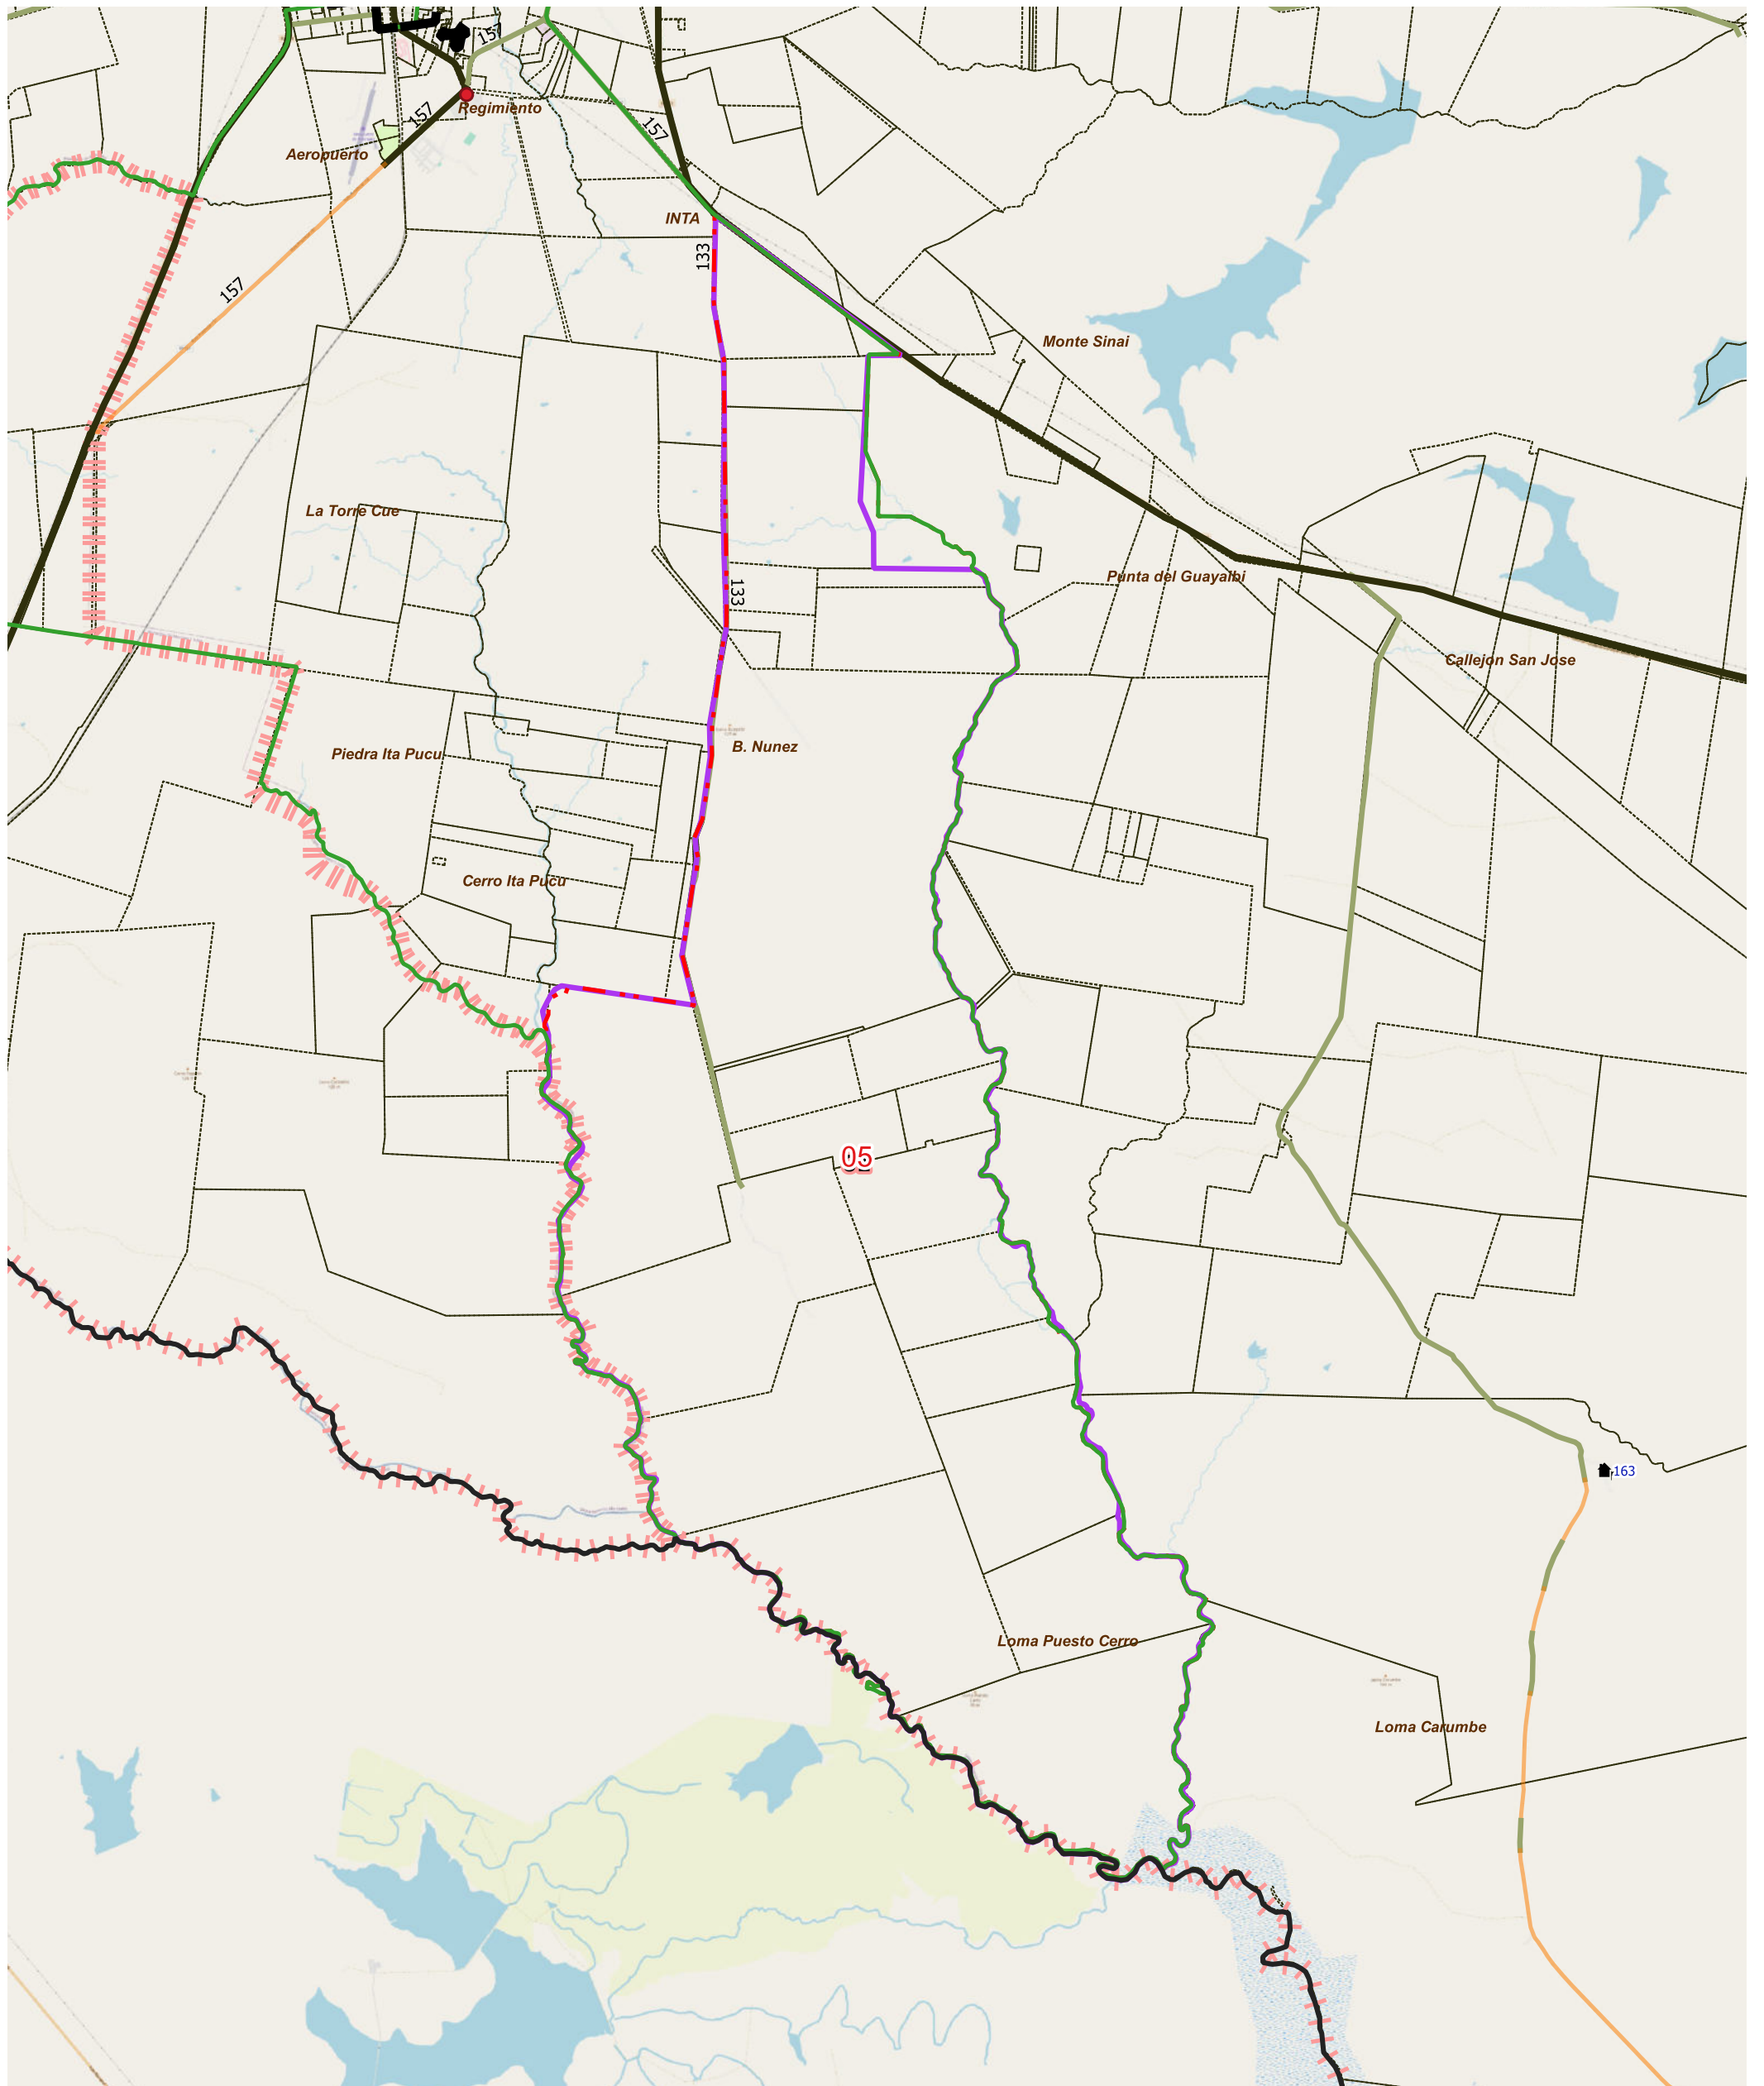 157
Regimiento
157
157
Aeropuerto
INTA
133
157
Monte Sinai
La Torre Cue
Punta del Guayaibi
133
Callejon San Jose
B. Nunez
Piedra Ita Pucu
Cerro Ita Pucu
05
163
Loma Puesto Cerro
Loma Carumbe